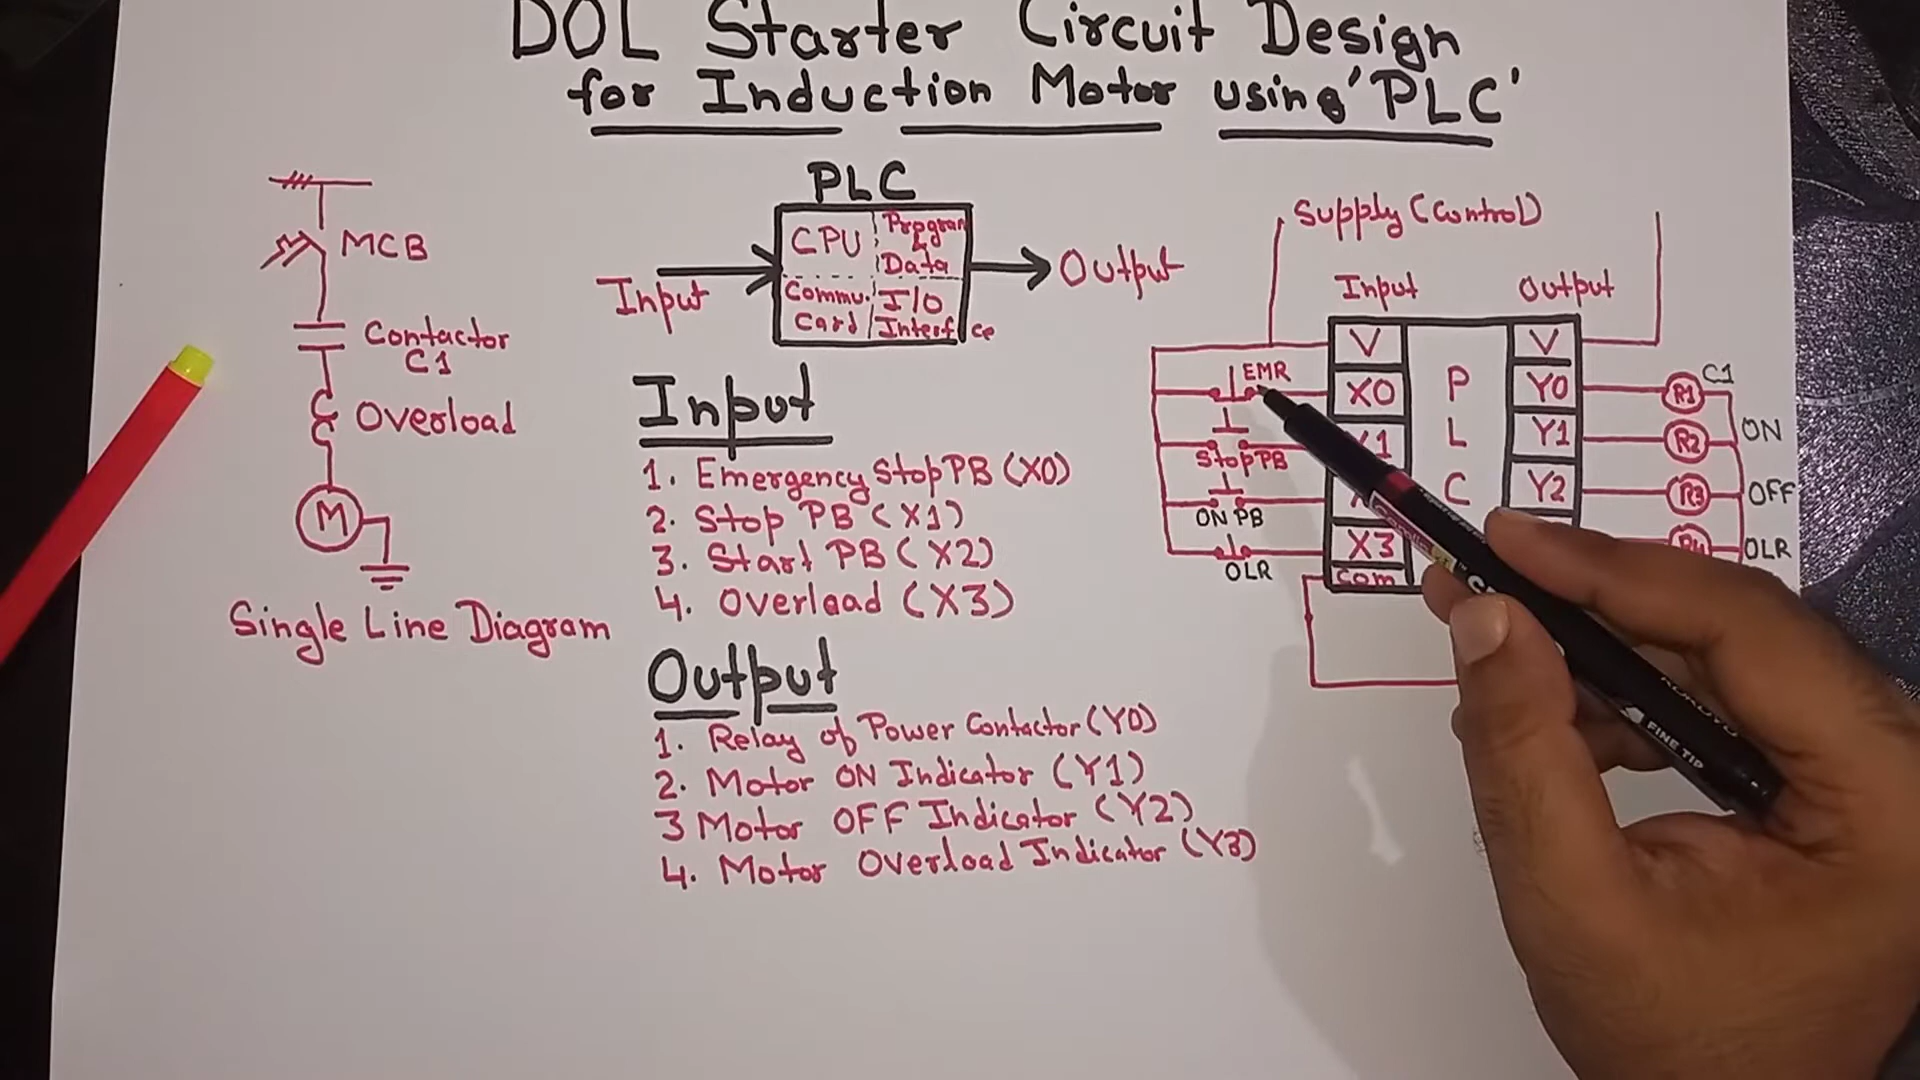 DOL Starter Circuit Design
for Induction Motor using 'PLC'
PLC
CPU
Program
&
Data
Commu.
Card
I/O
Interface
Input
Output
MCB
Contactor
C1
Overload
M
Single Line Diagram
Input
1. Emergency Stop PB (X0)
2. Stop PB (X1)
3. Start PB (X2)
4. Overload (X3)
Output
1. Relay of Power Contactor (Y0)
2. Motor ON Indicator (Y1)
3 Motor OFF Indicator (Y2)
4. Motor Overload Indicator (Y3)
Supply (Control)
Input
Output
V
V
EMR
X0
P
Y0
R1
C1
Stop PB
L
Y1
R2
ON
ON PB
C
Y2
R3
OFF
OLR
X3
R4
OLR
Com
FINE TIP